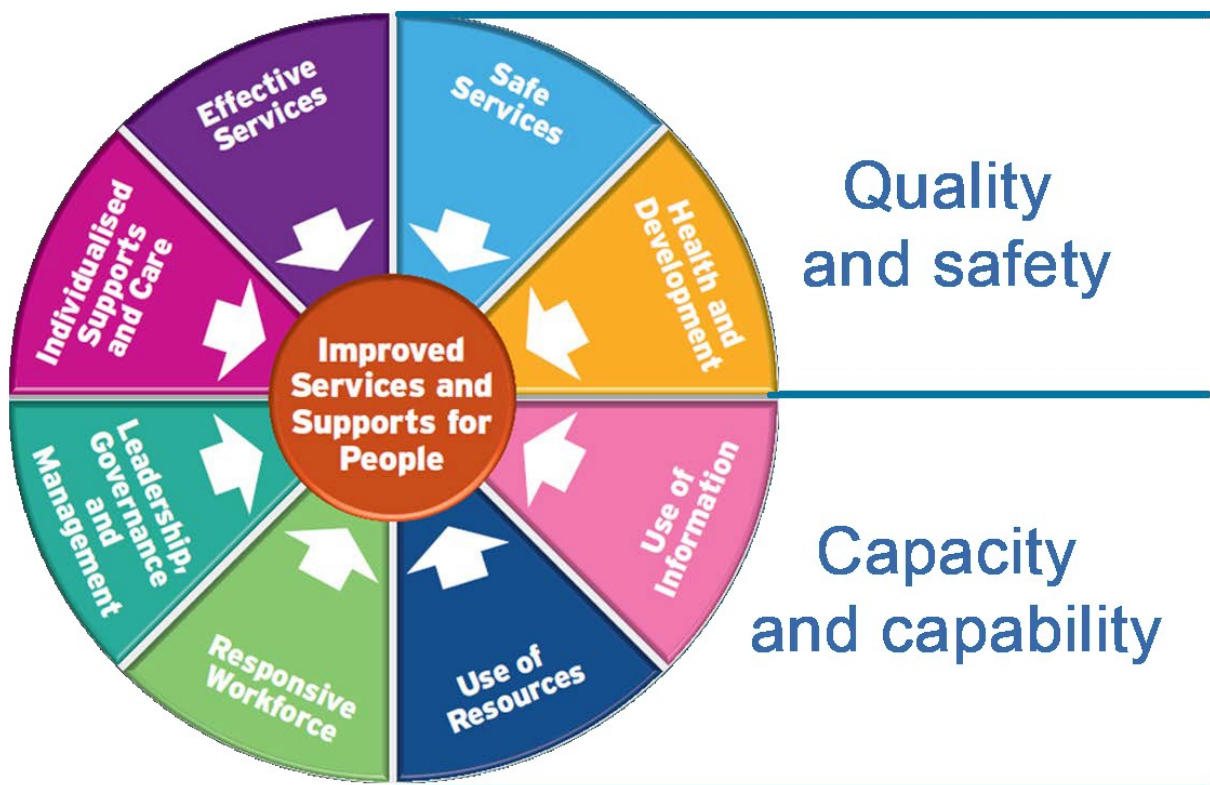 Effective
Services
Safe
Services
Individualised
Supports
and Care
Health and
Development
Quality
and safety
Improved
Services and
Supports for
People
Leadership,
Governance
and
Management
Use of
Information
Capacity
and capability
Responsive
Workforce
Use of
Resources